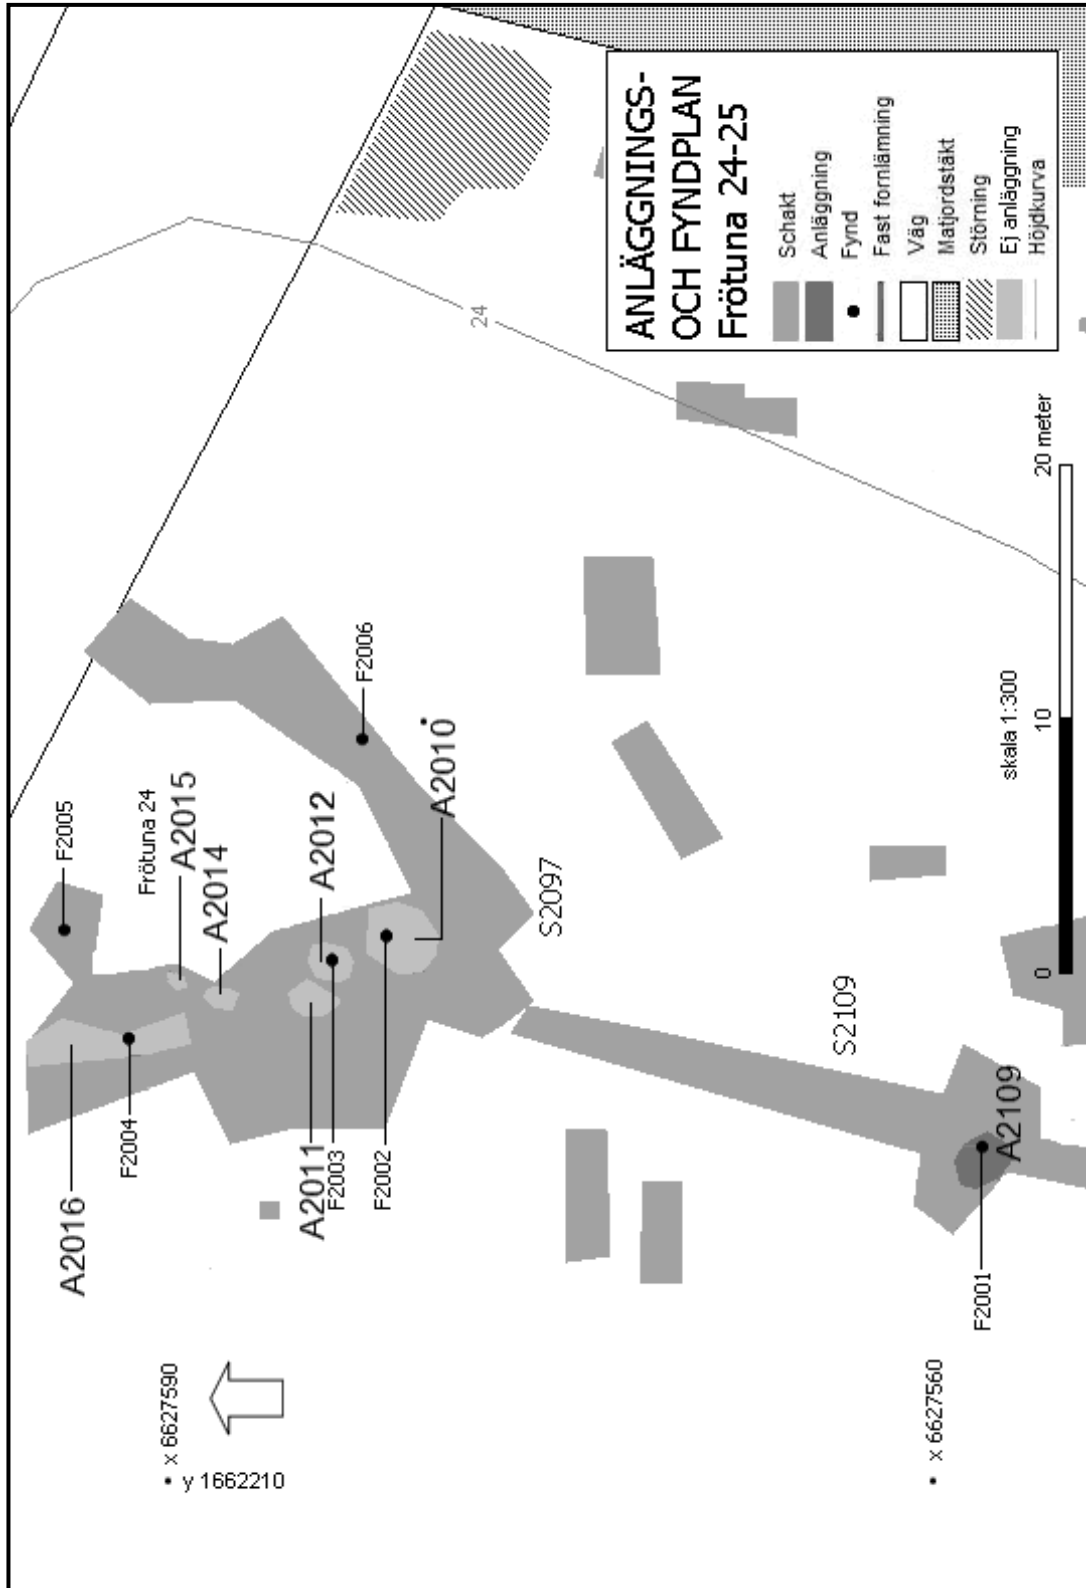 ANLÄGGNINGS-
OCH FYNDPLAN
Frötuna 24-25
Schakt
Anläggning
Fynd
Fast fornlämning
Väg
Matjordstäkt
Störning
Ej anläggning
Höjdkurva
24
F2005
Frötuna 24
A2015
A2014
A2012
F2006
A2010
S2097
A2016
F2004
A2011
F2003
F2002
S2109
A2109
F2001
skala 1:300
0
10
20 meter
x 6627590
y 1662210
x 6627560